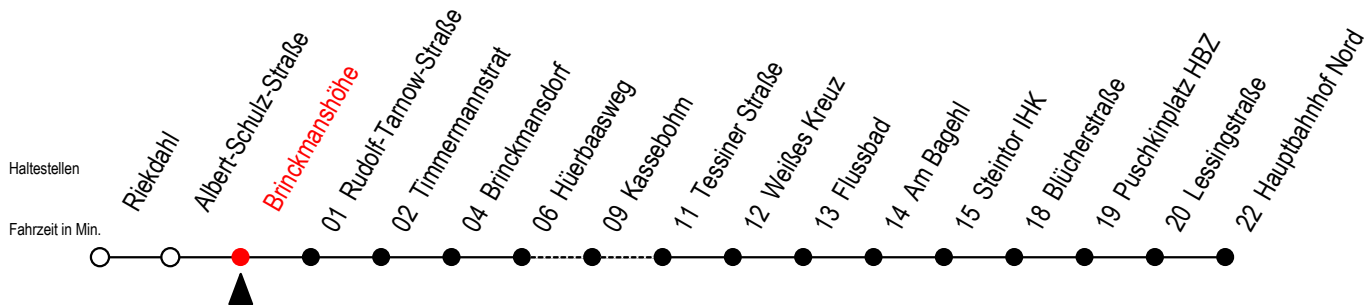 Haltestellen
Fahrzeit in Min.
Riekdahl
Albert-Schulz-Straße
Brinckmanshöhe
01 Rudolf-Tarnow-Straße
02 Timmermannstrat
04 Brinckmansdorf
06 Hüerbaasweg
09 Kassebohm
11 Tessiner Straße
12 Weißes Kreuz
13 Flussbad
14 Am Bagehl
15 Steintor IHK
18 Blücherstraße
19 Puschkinplatz HBZ
20 Lessingstraße
22 Hauptbahnhof Nord